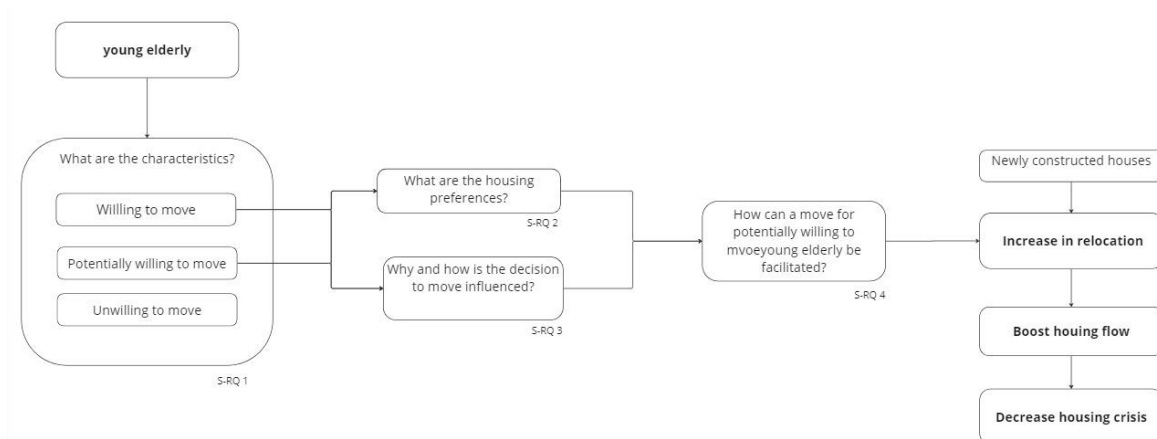 young elderly
What are the characteristics?
WiIlling to move
Potentially willing to move
Unwilling to move
S-RQ 1
What are the housing
preferences?
S-RQ 2
Why and how is the decision
to move influenced?
S-RQ 3
How can a move for
potentially willing to
mvoeyoung elderly be
facilitated?
S-RQ 4
Newly constructed houses
Increase in relocation
Boost houing flow
Decrease housing crisis